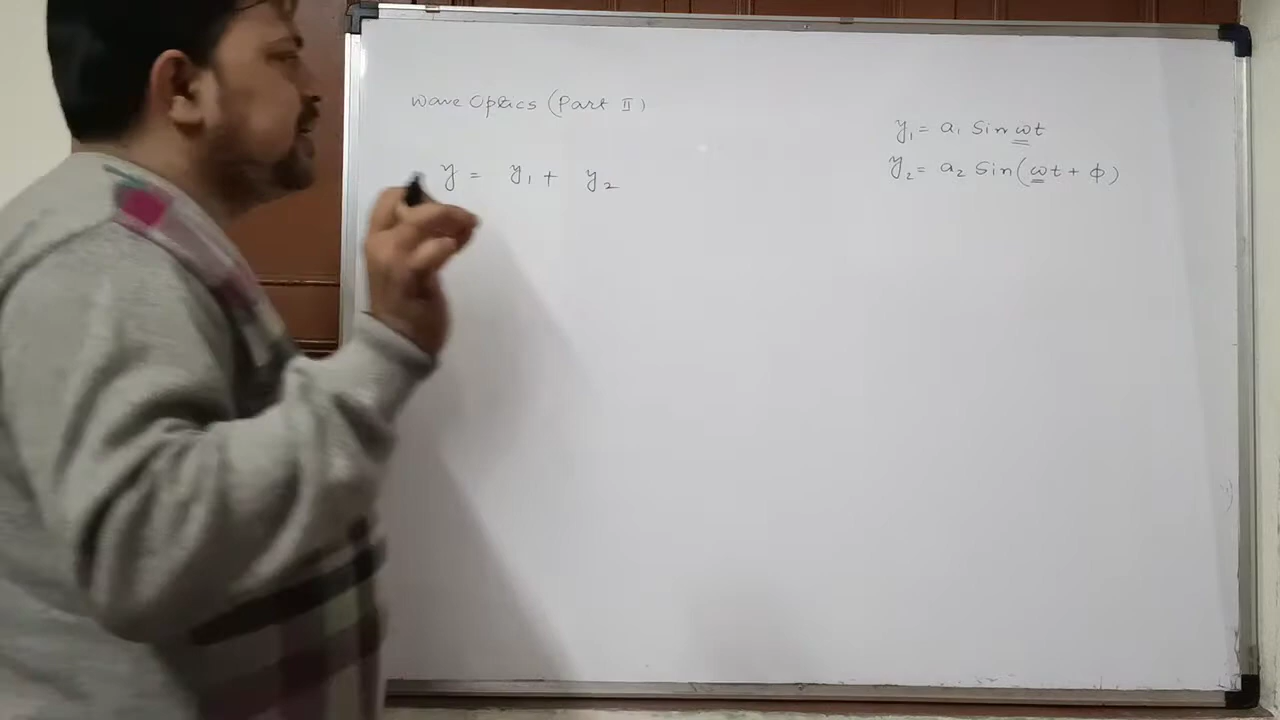 Wave Optics (Part II)
y₁ = a₁ Sin ωt
y₂ = a₂ Sin(ωt + ϕ)
y = y₁ + y₂